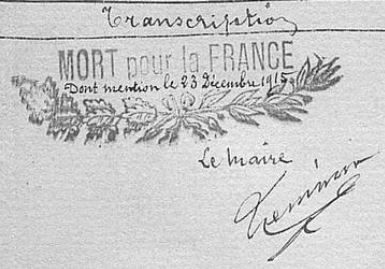 Transcription
MORT pour la FRANCE
Dont mention le 23 Décembre 1915
Le Maire